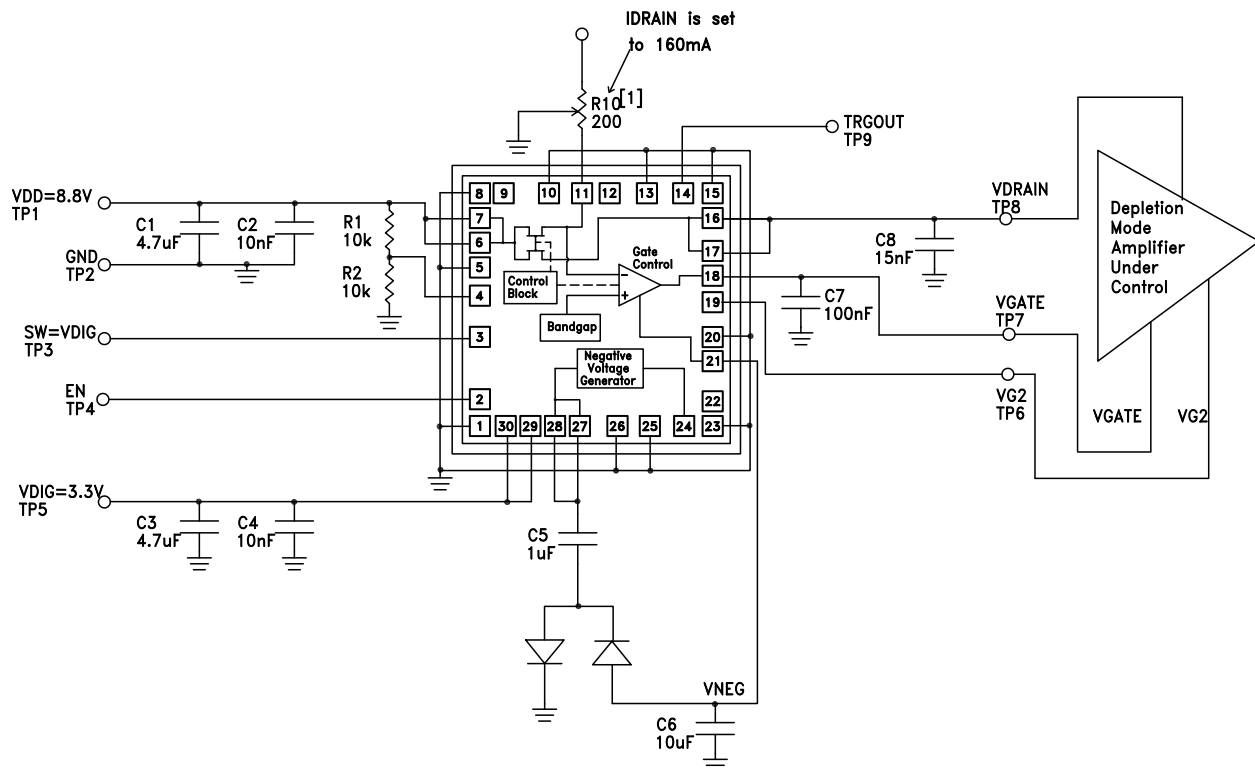 IDRAIN is set
to 160mA
R10[1]
200
TRGOUT
TP9
VDD=8.8V
TP1
C1
4.7uF
C2
10nF
R1
10k
GND
TP2
R2
10k
SW=VDIG
TP3
EN
TP4
VDIG=3.3V
TP5
C3
4.7uF
C4
10nF
8
9
10
11
12
13
14
15
7
6
5
4
3
2
1
30
29
28
27
26
25
24
23
16
17
18
19
20
21
22
Gate
Control
−
+
Control
Block
Bandgap
Negative
Voltage
Generator
VDRAIN
TP8
C8
15nF
C7
100nF
VGATE
TP7
VG2
TP6
Depletion
Mode
Amplifier
Under
Control
VGATE
VG2
C5
1uF
VNEG
C6
10uF